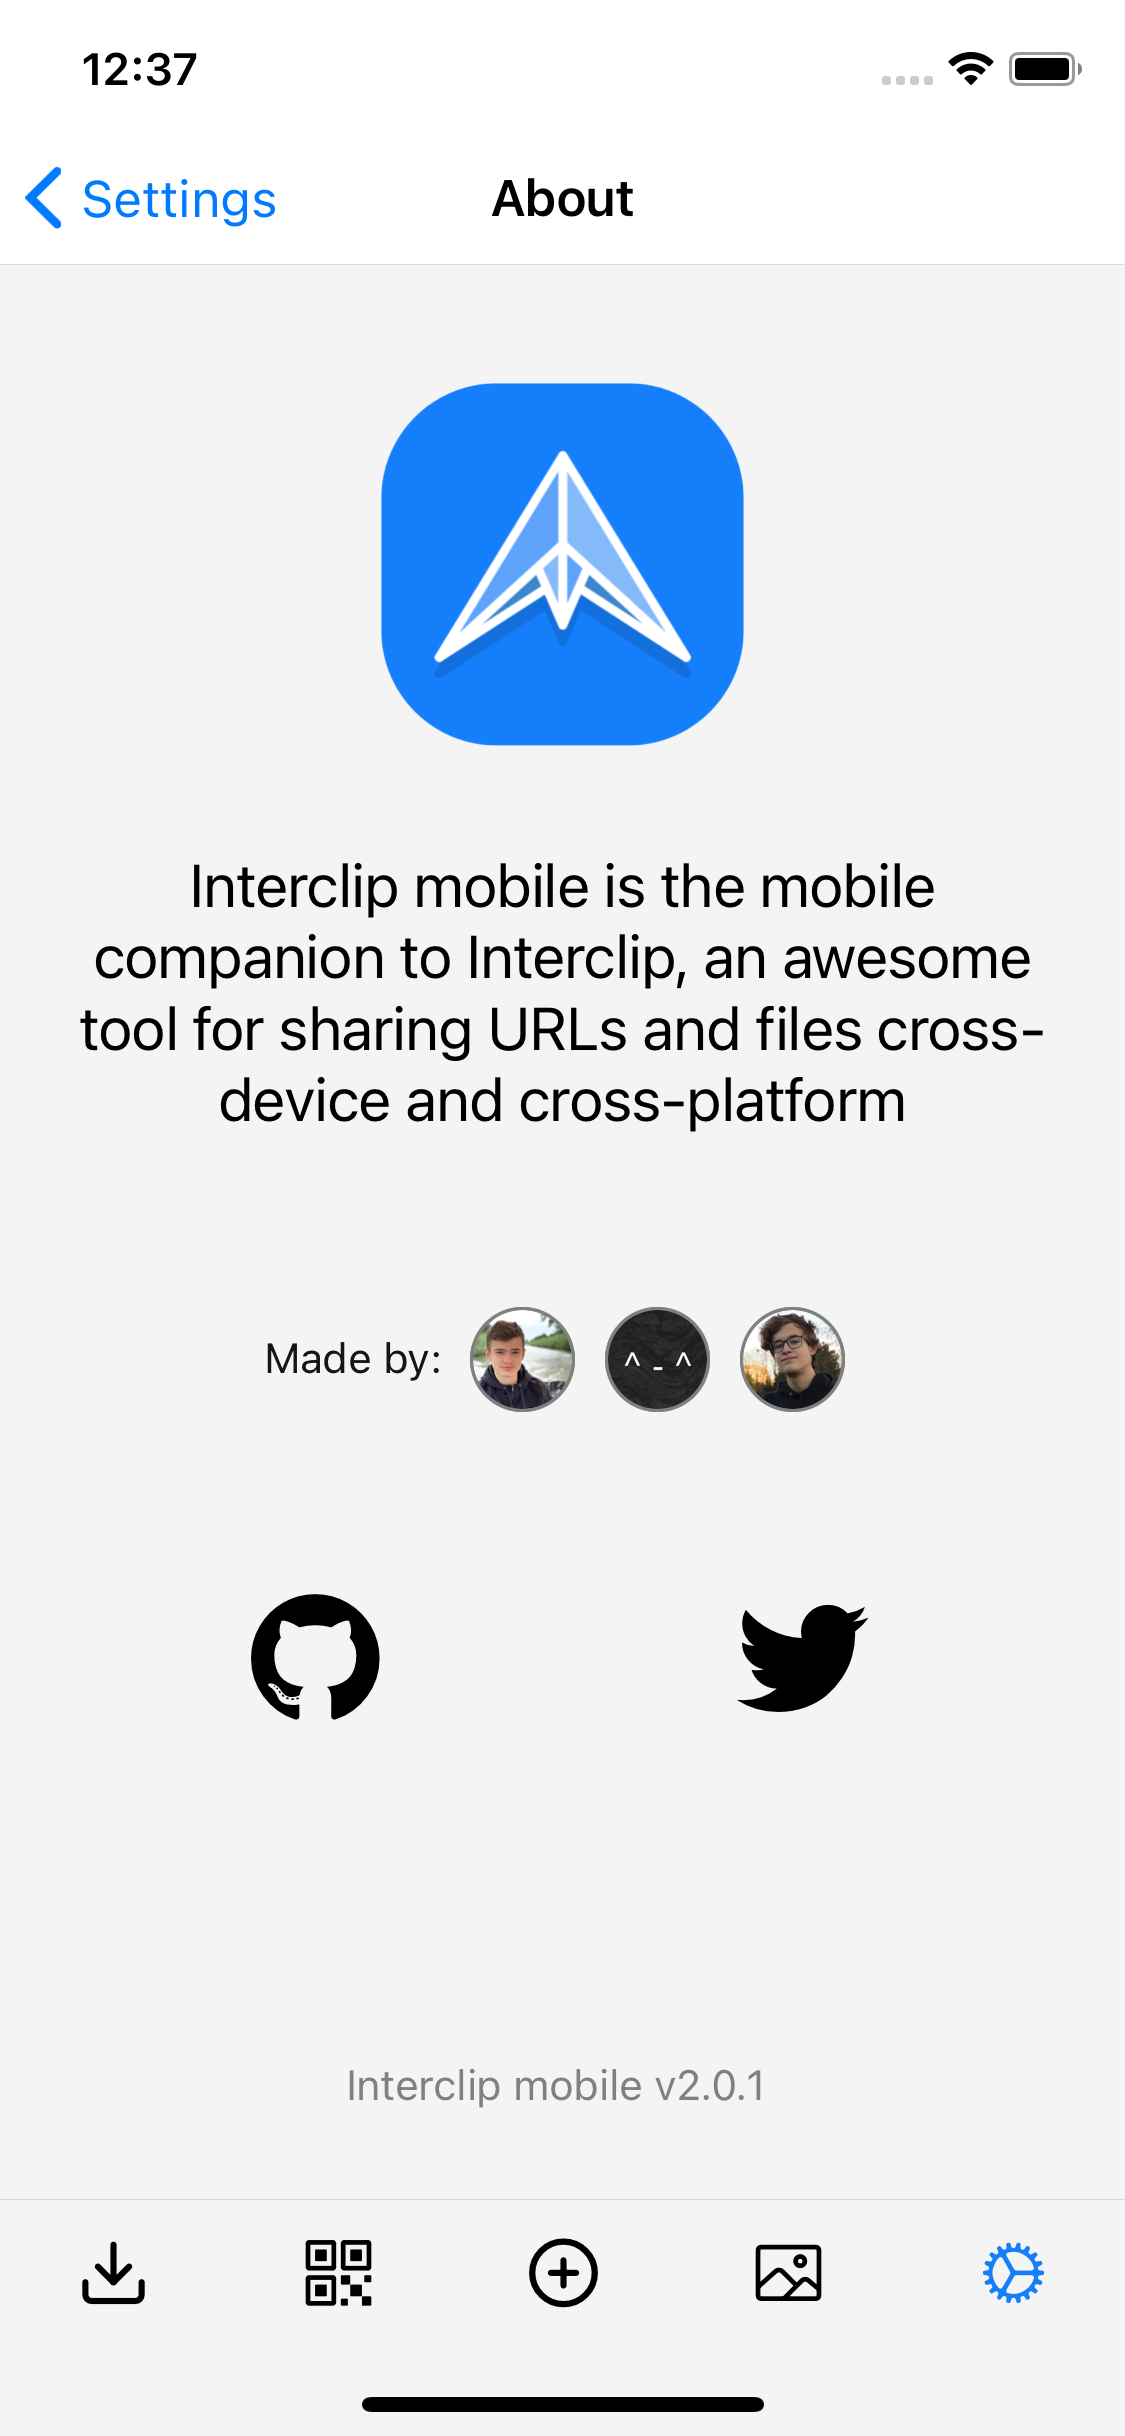 12:37
Settings
About
Interclip mobile is the mobile
companion to Interclip, an awesome
tool for sharing URLs and files cross-
device and cross-platform
Made by:
^ - ^
Interclip mobile v2.0.1